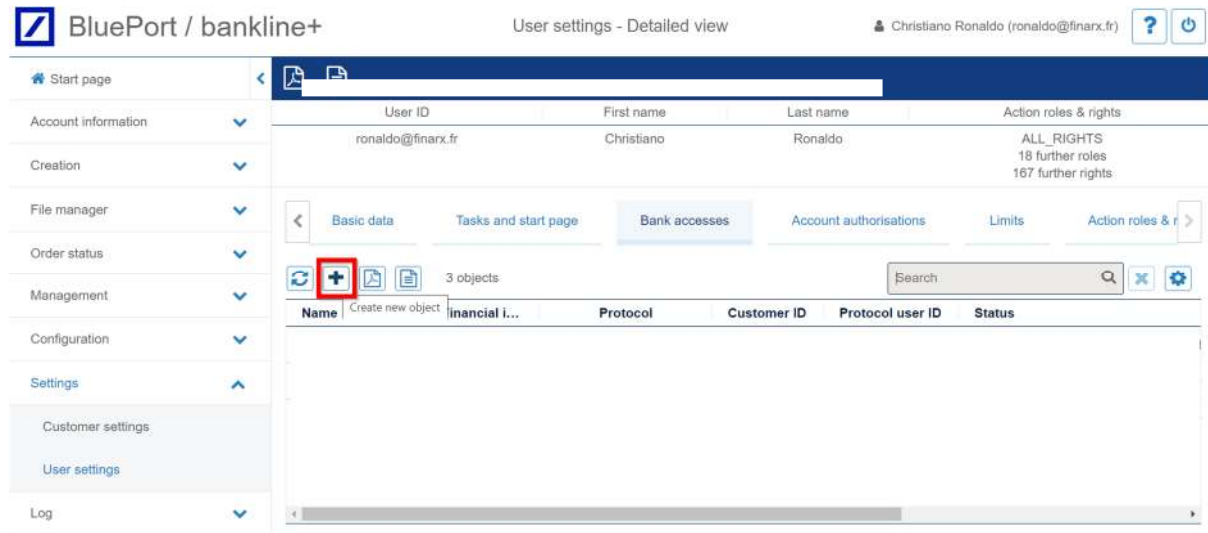 BluePort / bankline+
User settings - Detailed view
Christiano Ronaldo (ronaldo@finarx.fr)
?
Start page
Account information
Creation
File manager
Order status
Management
Configuration
Settings
Customer settings
User settings
Log
User ID First name Last name Action roles & rights
ronaldo@finarx.fr Christiano Ronaldo ALL_RIGHTS
18 further roles
167 further rights
Basic data Tasks and start page Bank accesses Account authorisations Limits Action roles & r
3 objects
Search
Create new object
Name inancial i... Protocol Customer ID Protocol user ID Status